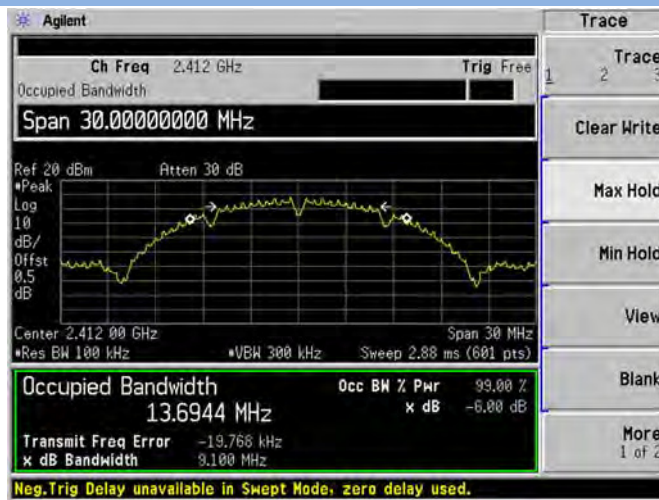 Agilent
Trace
Ch Freq 2.412 GHz Trig Free
Occupied Bandwidth
Span 30.00000000 MHz
Ref 20 dBm Atten 30 dB
*Peak
Log
10
dB/
Offst
0.5
dB
Center 2.412 00 GHz Span 30 MHz
*Res BW 100 kHz *VBW 300 kHz Sweep 2.88 ms (601 pts)
Occupied Bandwidth Occ BW % Pwr 99.00 %
13.6944 MHz x dB -6.00 dB
Transmit Freq Error -19.768 kHz
x dB Bandwidth 9.100 MHz
Neg.Trig Delay unavailable in Swept Mode, zero delay used.
Trace
1 2 3
Clear Write
Max Hold
Min Hold
View
Blank
More
1 of 2